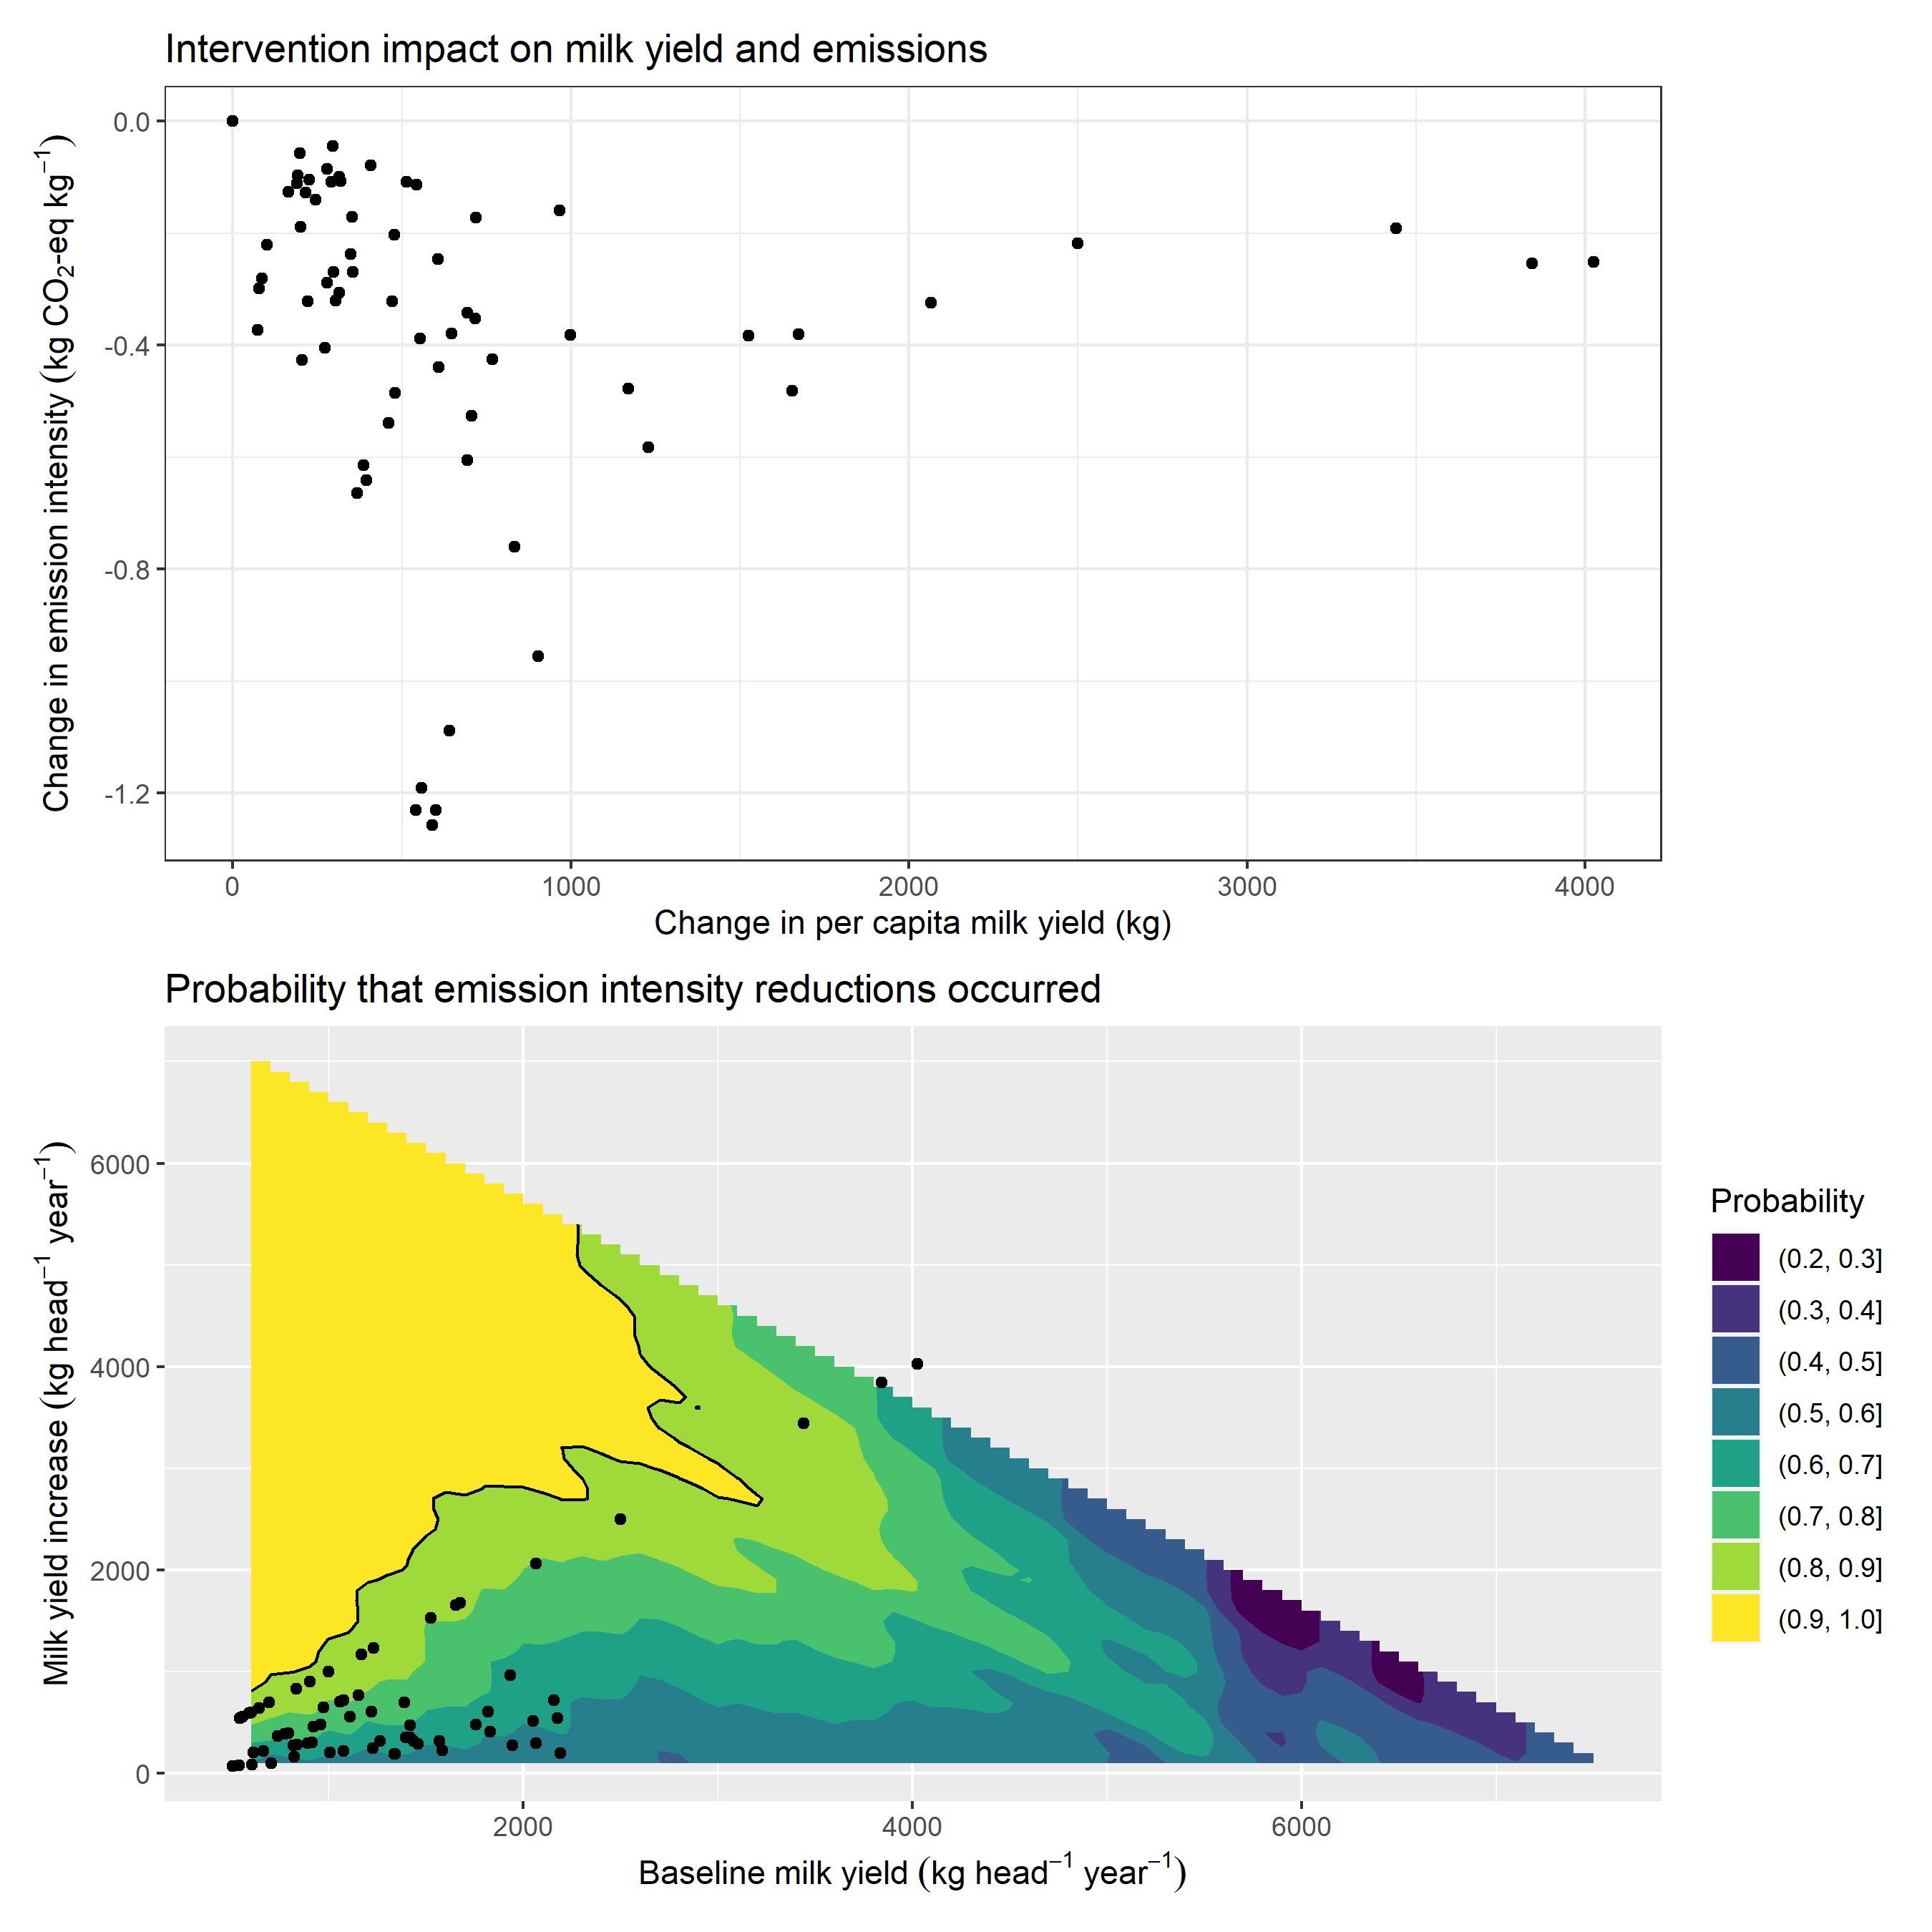 Intervention impact on milk yield and emissions
Change in emission intensity (kg CO₂-eq kg⁻¹)
0.0
-0.4
-0.8
-1.2
0 1000 2000 3000 4000
Change in per capita milk yield (kg)
Probability that emission intensity reductions occurred
Milk yield increase (kg head⁻¹ year⁻¹)
6000
4000
2000
0
2000 4000 6000
Baseline milk yield (kg head⁻¹ year⁻¹)
Probability
(0.2, 0.3]
(0.3, 0.4]
(0.4, 0.5]
(0.5, 0.6]
(0.6, 0.7]
(0.7, 0.8]
(0.8, 0.9]
(0.9, 1.0]